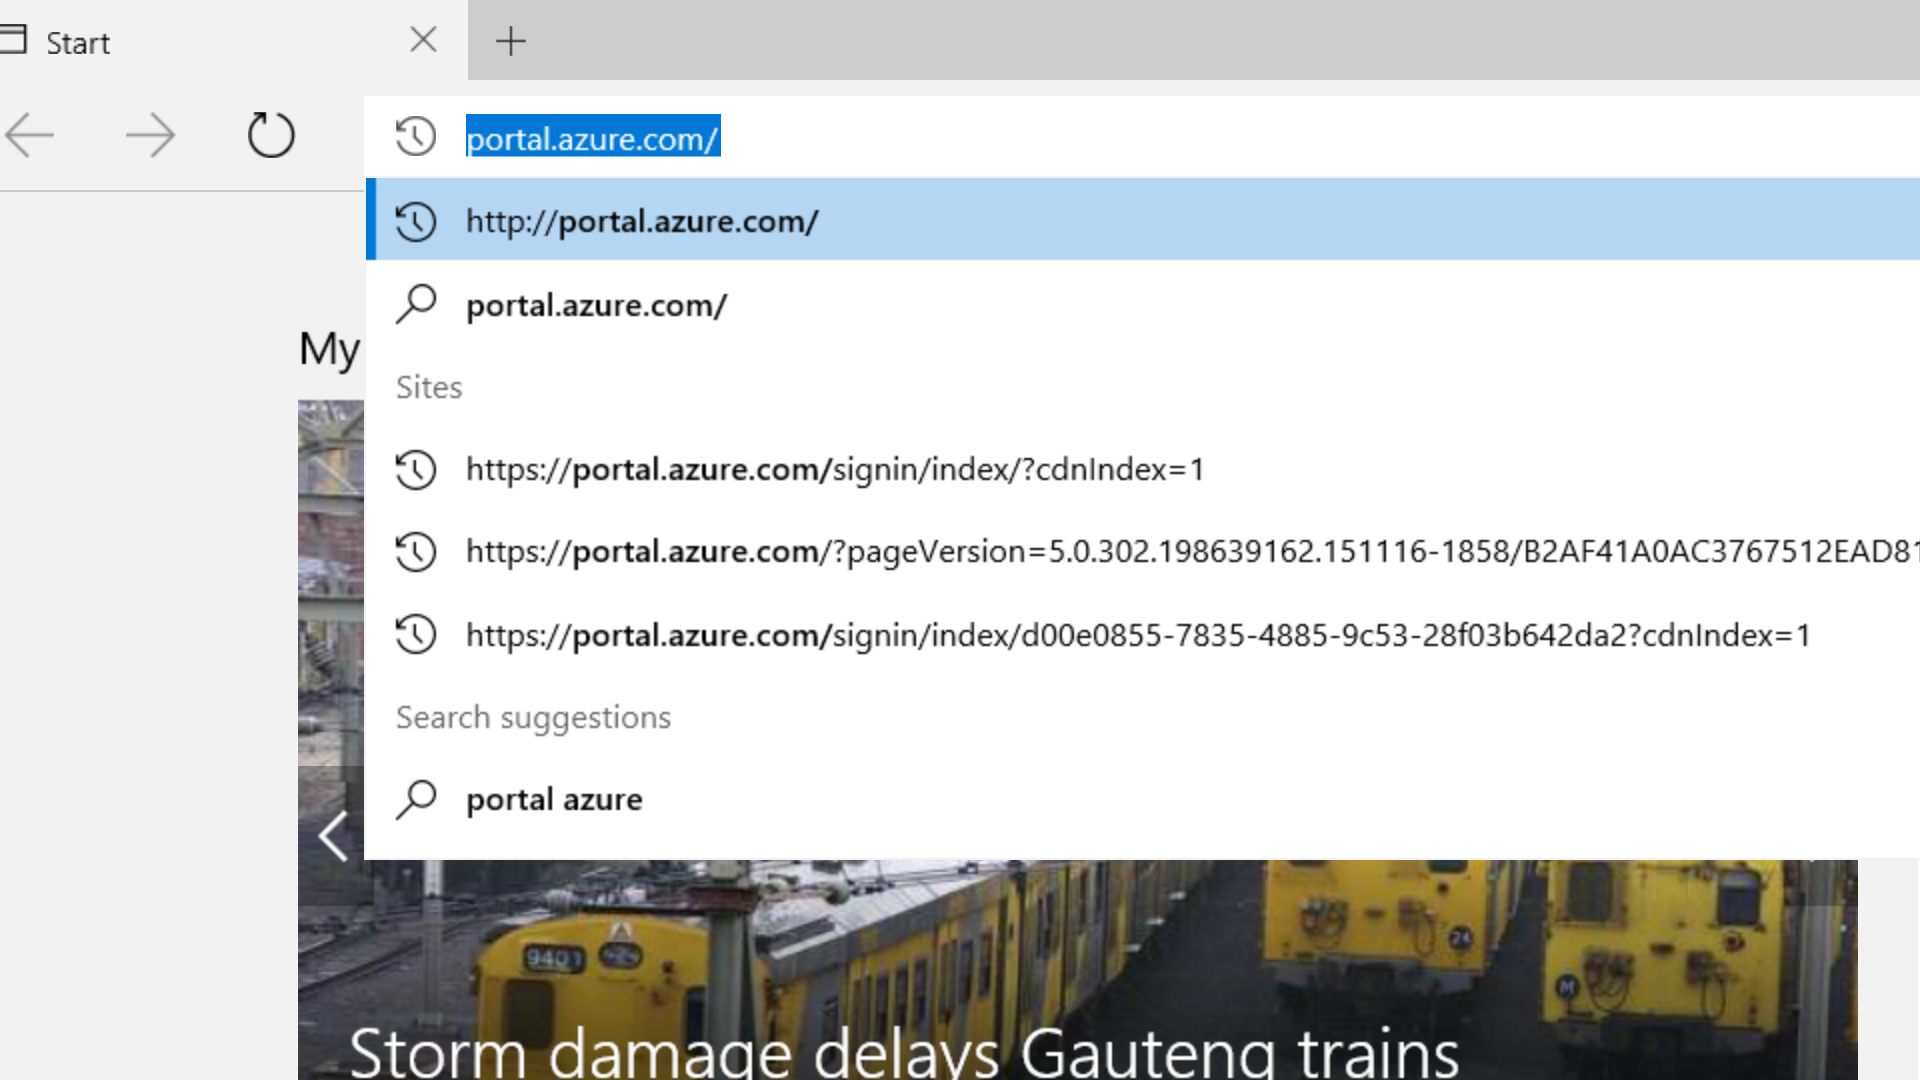 Start
portal.azure.com/
http://portal.azure.com/
portal.azure.com/
My
Sites
https://portal.azure.com/signin/index/?cdnIndex=1
https://portal.azure.com/?pageVersion=5.0.302.198639162.151116-1858/B2AF41A0AC3767512EAD81
https://portal.azure.com/signin/index/d00e0855-7835-4885-9c53-28f03b642da2?cdnIndex=1
Search suggestions
portal azure
9401
24
M
Storm damage delays Gauteng trains